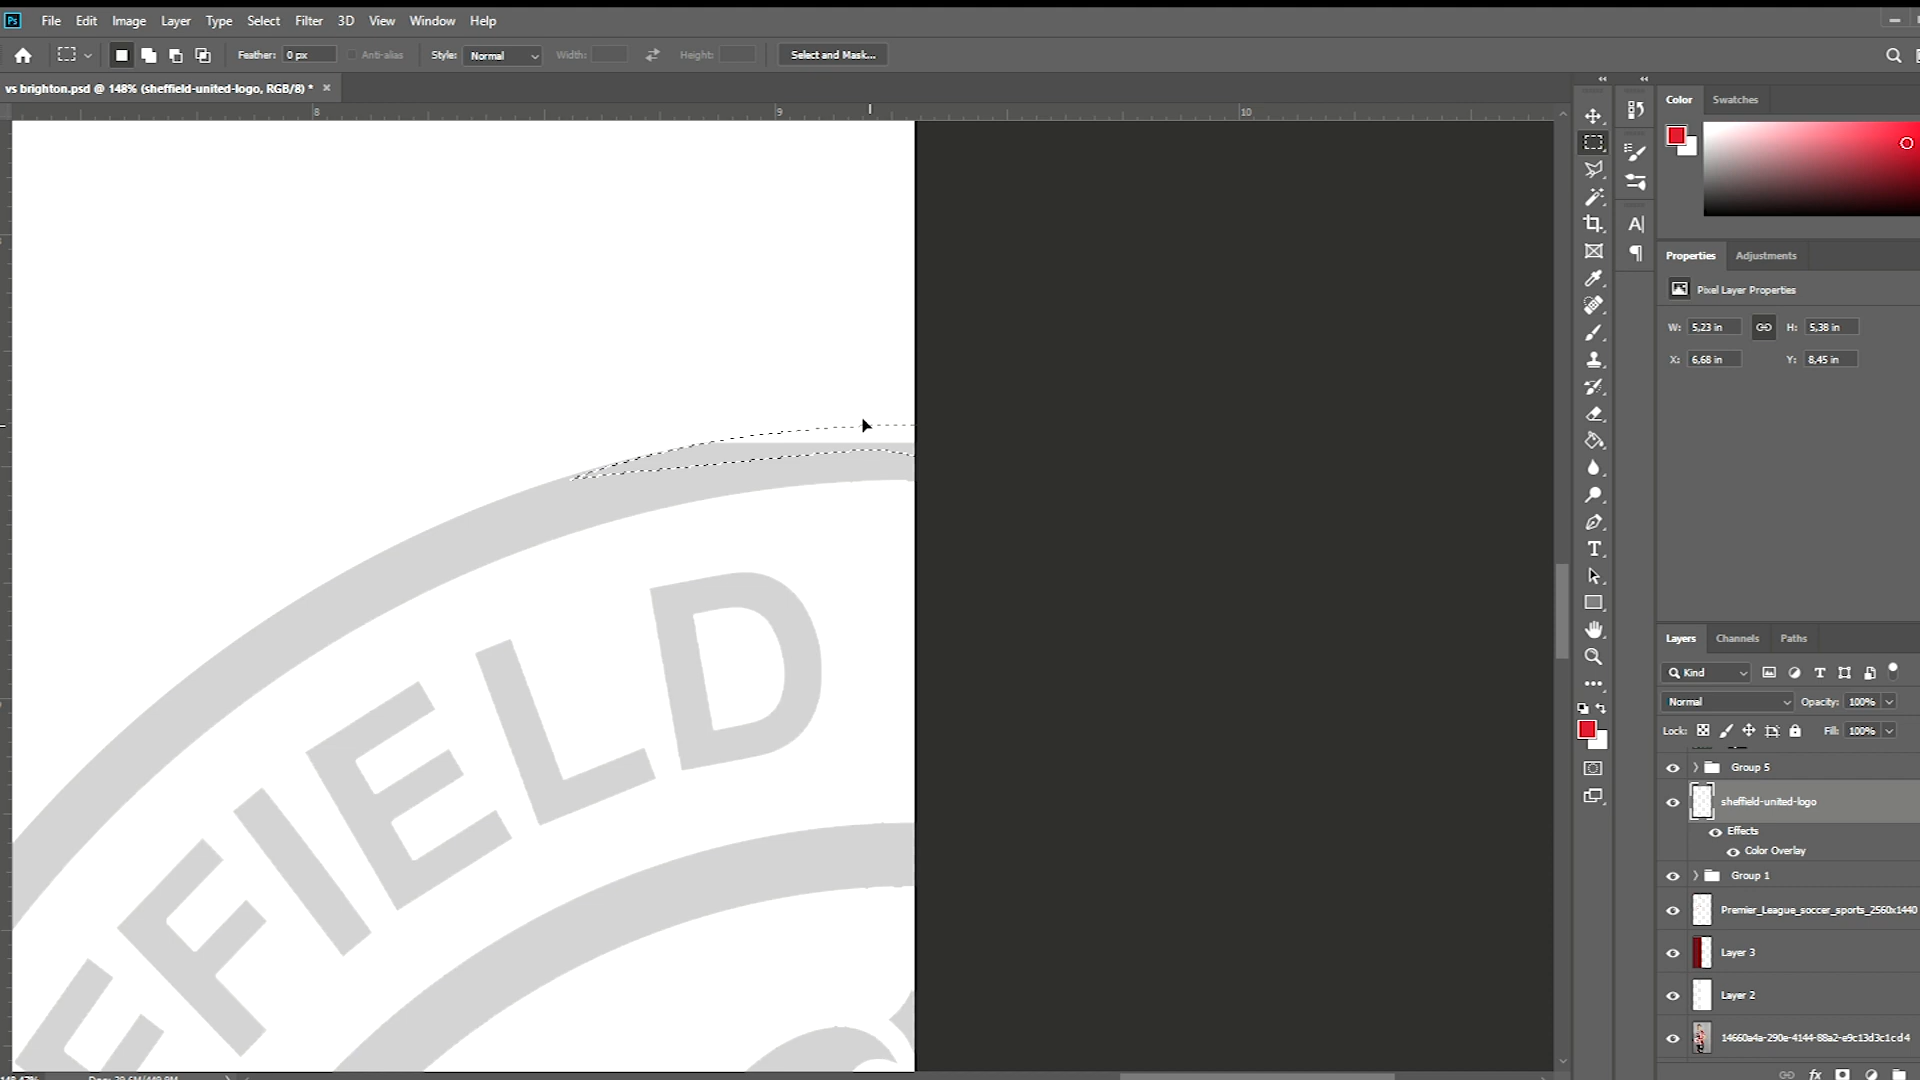 Ps File Edit Image Layer Type Select Filter 3D View Window Help
Feather: 0 px Anti-alias Style: Normal Width: Height: Select and Mask...
vs brighton.psd @ 148% (sheffield-united-logo, RGB/8) *
8 9 10
Color Swatches
Properties Adjustments
Pixel Layer Properties
W: 5,23 in H: 5,38 in
X: 6,68 in Y: 8,45 in
FFIELD
Layers Channels Paths
Kind
Normal Opacity: 100%
Lock: Fill: 100%
Group 5
sheffield-united-logo
Effects
Color Overlay
Group 1
Premier_League_soccer_sports_2560x1440
Layer 3
Layer 2
14660a4a-290e-4144-88a2-e9c13d3c1cd4
fx